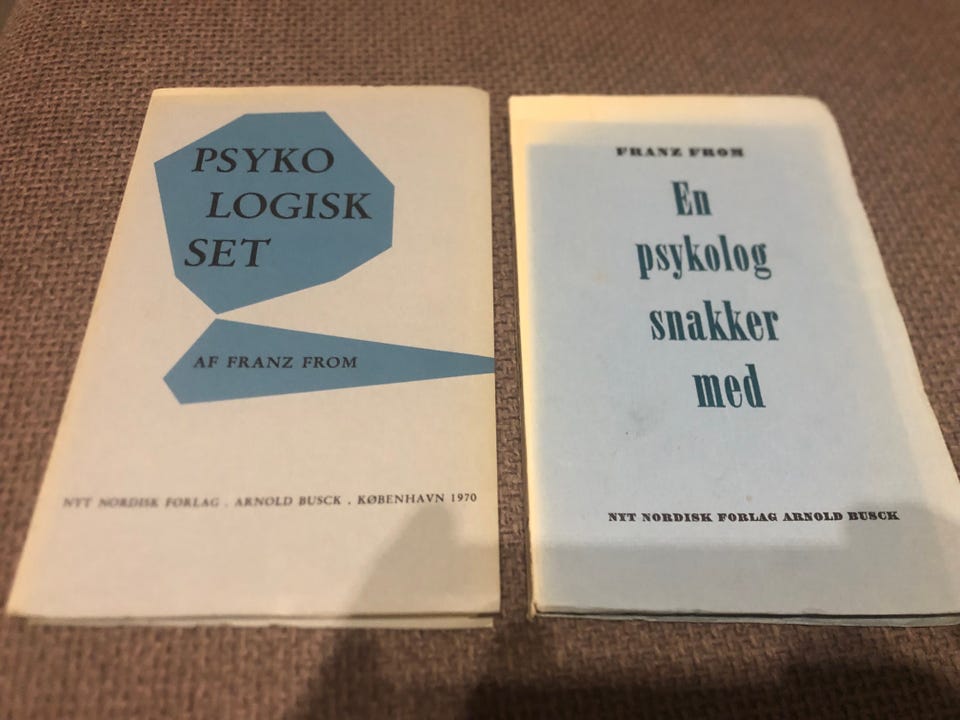 PSYKO
LOGISK
SET
AF FRANZ FROM
NYT NORDISK FORLAG . ARNOLD BUSCK . KØBENHAVN 1970
FRANZ FROM
En
psykolog
snakker
med
NYT NORDISK FORLAG ARNOLD BUSCK